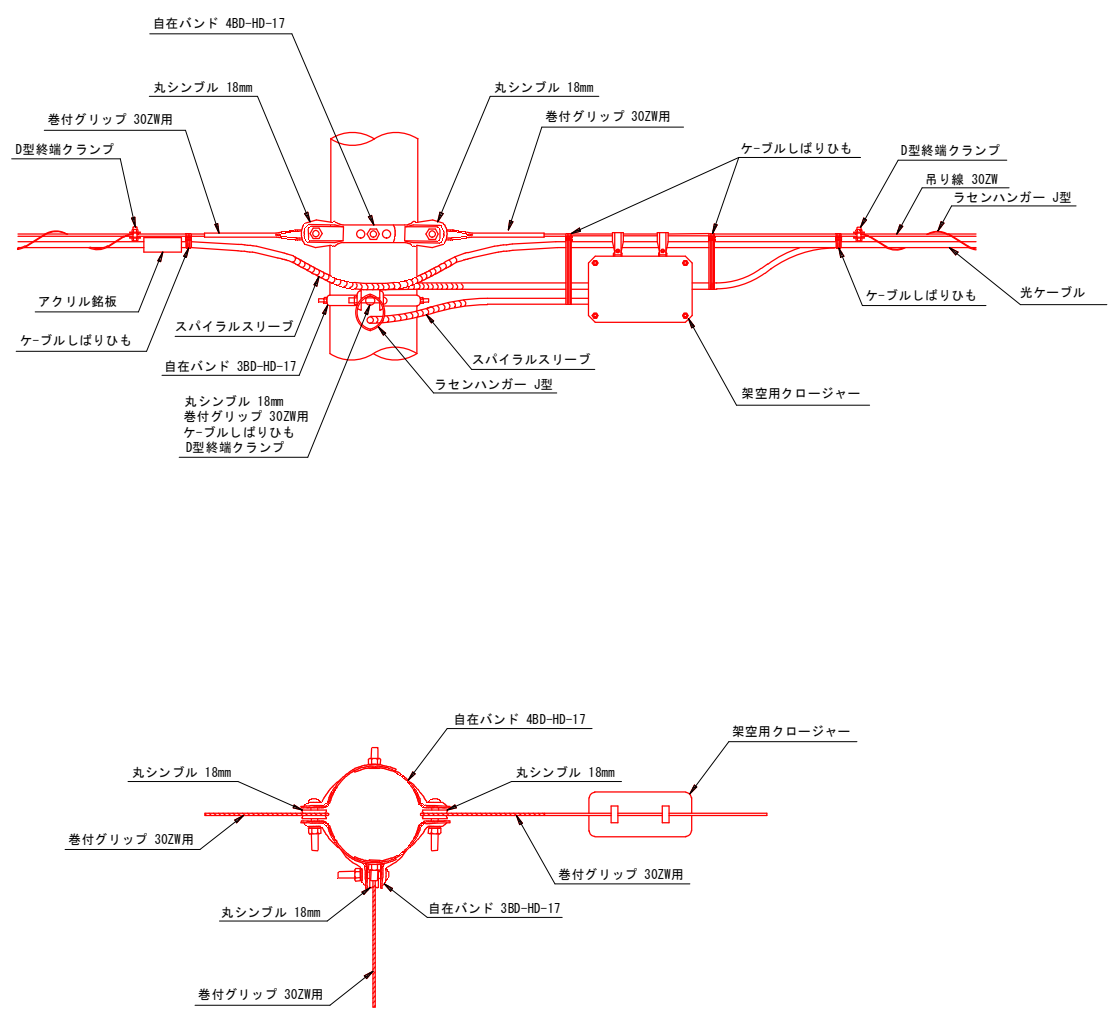 自在バンド 4BD-HD-17
丸シンブル 18mm
丸シンブル 18mm
巻付グリップ 30ZW用
巻付グリップ 30ZW用
D型終端クランプ
ケーブルしばりひも
D型終端クランプ
吊り線 30ZW
ラセンハンガー J型
アクリル銘板
スパイラルスリーブ
ケーブルしばりひも
ケーブルしばりひも
光ケーブル
自在バンド 3BD-HD-17
スパイラルスリーブ
ラセンハンガー J型
架空用クロージャー
丸シンブル 18mm
巻付グリップ 30ZW用
ケーブルしばりひも
D型終端クランプ
自在バンド 4BD-HD-17
架空用クロージャー
丸シンブル 18mm
丸シンブル 18mm
巻付グリップ 30ZW用
巻付グリップ 30ZW用
丸シンブル 18mm
自在バンド 3BD-HD-17
巻付グリップ 30ZW用